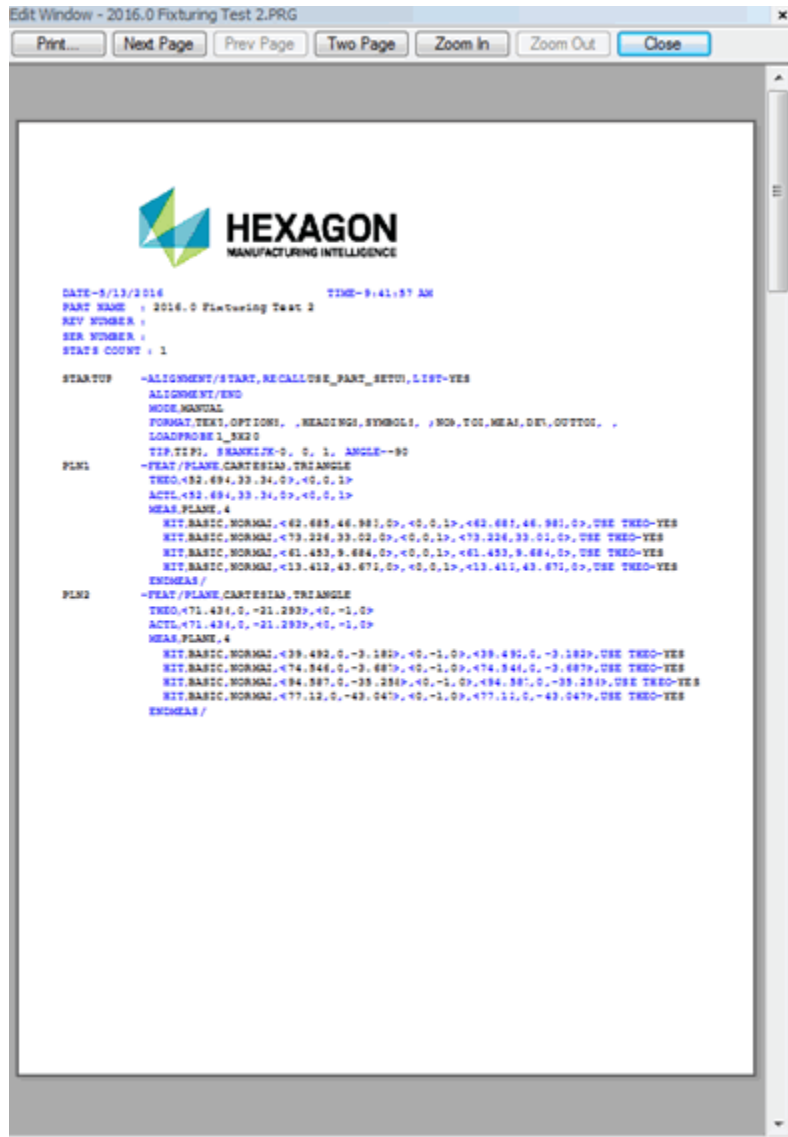 Edit Window - 2016.0 Fixturing Test 2.PRG
Print... Next Page Prev Page Two Page Zoom In Zoom Out Close
HEXAGON
MANUFACTURING INTELLIGENCE
DATE=5/13/2016 TIME=9:41:57 AM
PART NAME : 2016.0 Fixturing Test 2
REV NUMBER :
SER NUMBER :
STATS COUNT : 1
STARTUP =ALIGNMENT/START,RECALL:USE_PART_SETUP,LIST=YES
ALIGNMENT/END
MODE,MANUAL
FORMAT,TEXT,OPTIONS, ,HEADINGS,SYMBOLS, ;NOM,TOL,MEAS,DEV,OUTTOL, ,
LOADPROBE
TIP,TIP1, SHANKIJK=0, 0, 1, ANGLE=-90
PLN1 =FEAT/PLANE,CARTESIAN,TRIANGLE
THEO,<52.694,33.34,0>,<0,0,1>
ACTL,<52.694,33.34,0>,<0,0,1>
MEAS,PLANE,4
HIT,BASIC,NORMAL,<62.685,46.981,0>,<0,0,1>,<62.685,46.981,0>,USE THEO=YES
HIT,BASIC,NORMAL,<73.226,33.02,0>,<0,0,1>,<73.226,33.02,0>,USE THEO=YES
HIT,BASIC,NORMAL,<61.453,9.684,0>,<0,0,1>,<61.453,9.684,0>,USE THEO=YES
HIT,BASIC,NORMAL,<0,0,1>,USE THEO=YES
ENDMEAS/
PLN2 =FEAT/PLANE,CARTESIAN,TRIANGLE
THEO,<71.434,0,-21.293>,<0,-1,0>
ACTL,<71.434,0,-21.293>,<0,-1,0>
MEAS,PLANE,4
HIT,BASIC,NORMAL,<39.492,0,-3.182>,<0,-1,0>,<39.492,0,-3.182>,USE THEO=YES
HIT,BASIC,NORMAL,<74.546,0,-3.687>,<0,-1,0>,<74.546,0,-3.687>,USE THEO=YES
HIT,BASIC,NORMAL,<94.587,0,-35.256>,<0,-1,0>,<94.587,0,-35.256>,USE THEO=YES
HIT,BASIC,NORMAL,<77.12,0,-43.047>,<0,-1,0>,<77.12,0,-43.047>,USE THEO=YES
ENDMEAS/